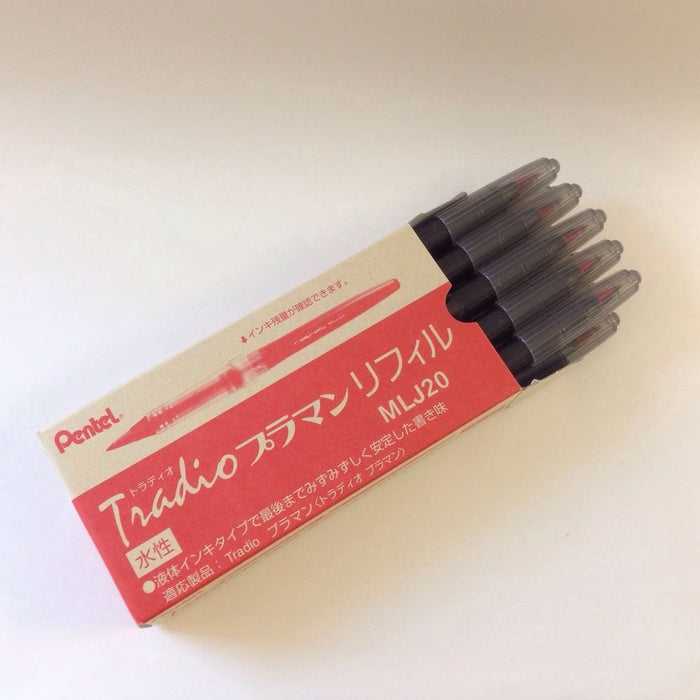 ↓インキ残量が確認できます。
Pentel®
トラディオ
Tradio プラマン リフィル
MLJ20
水性
●液体インキタイプで最後までみずみずしく安定した書き味
適応製品：Tradio プラマン〈トラディオ プラマン〉